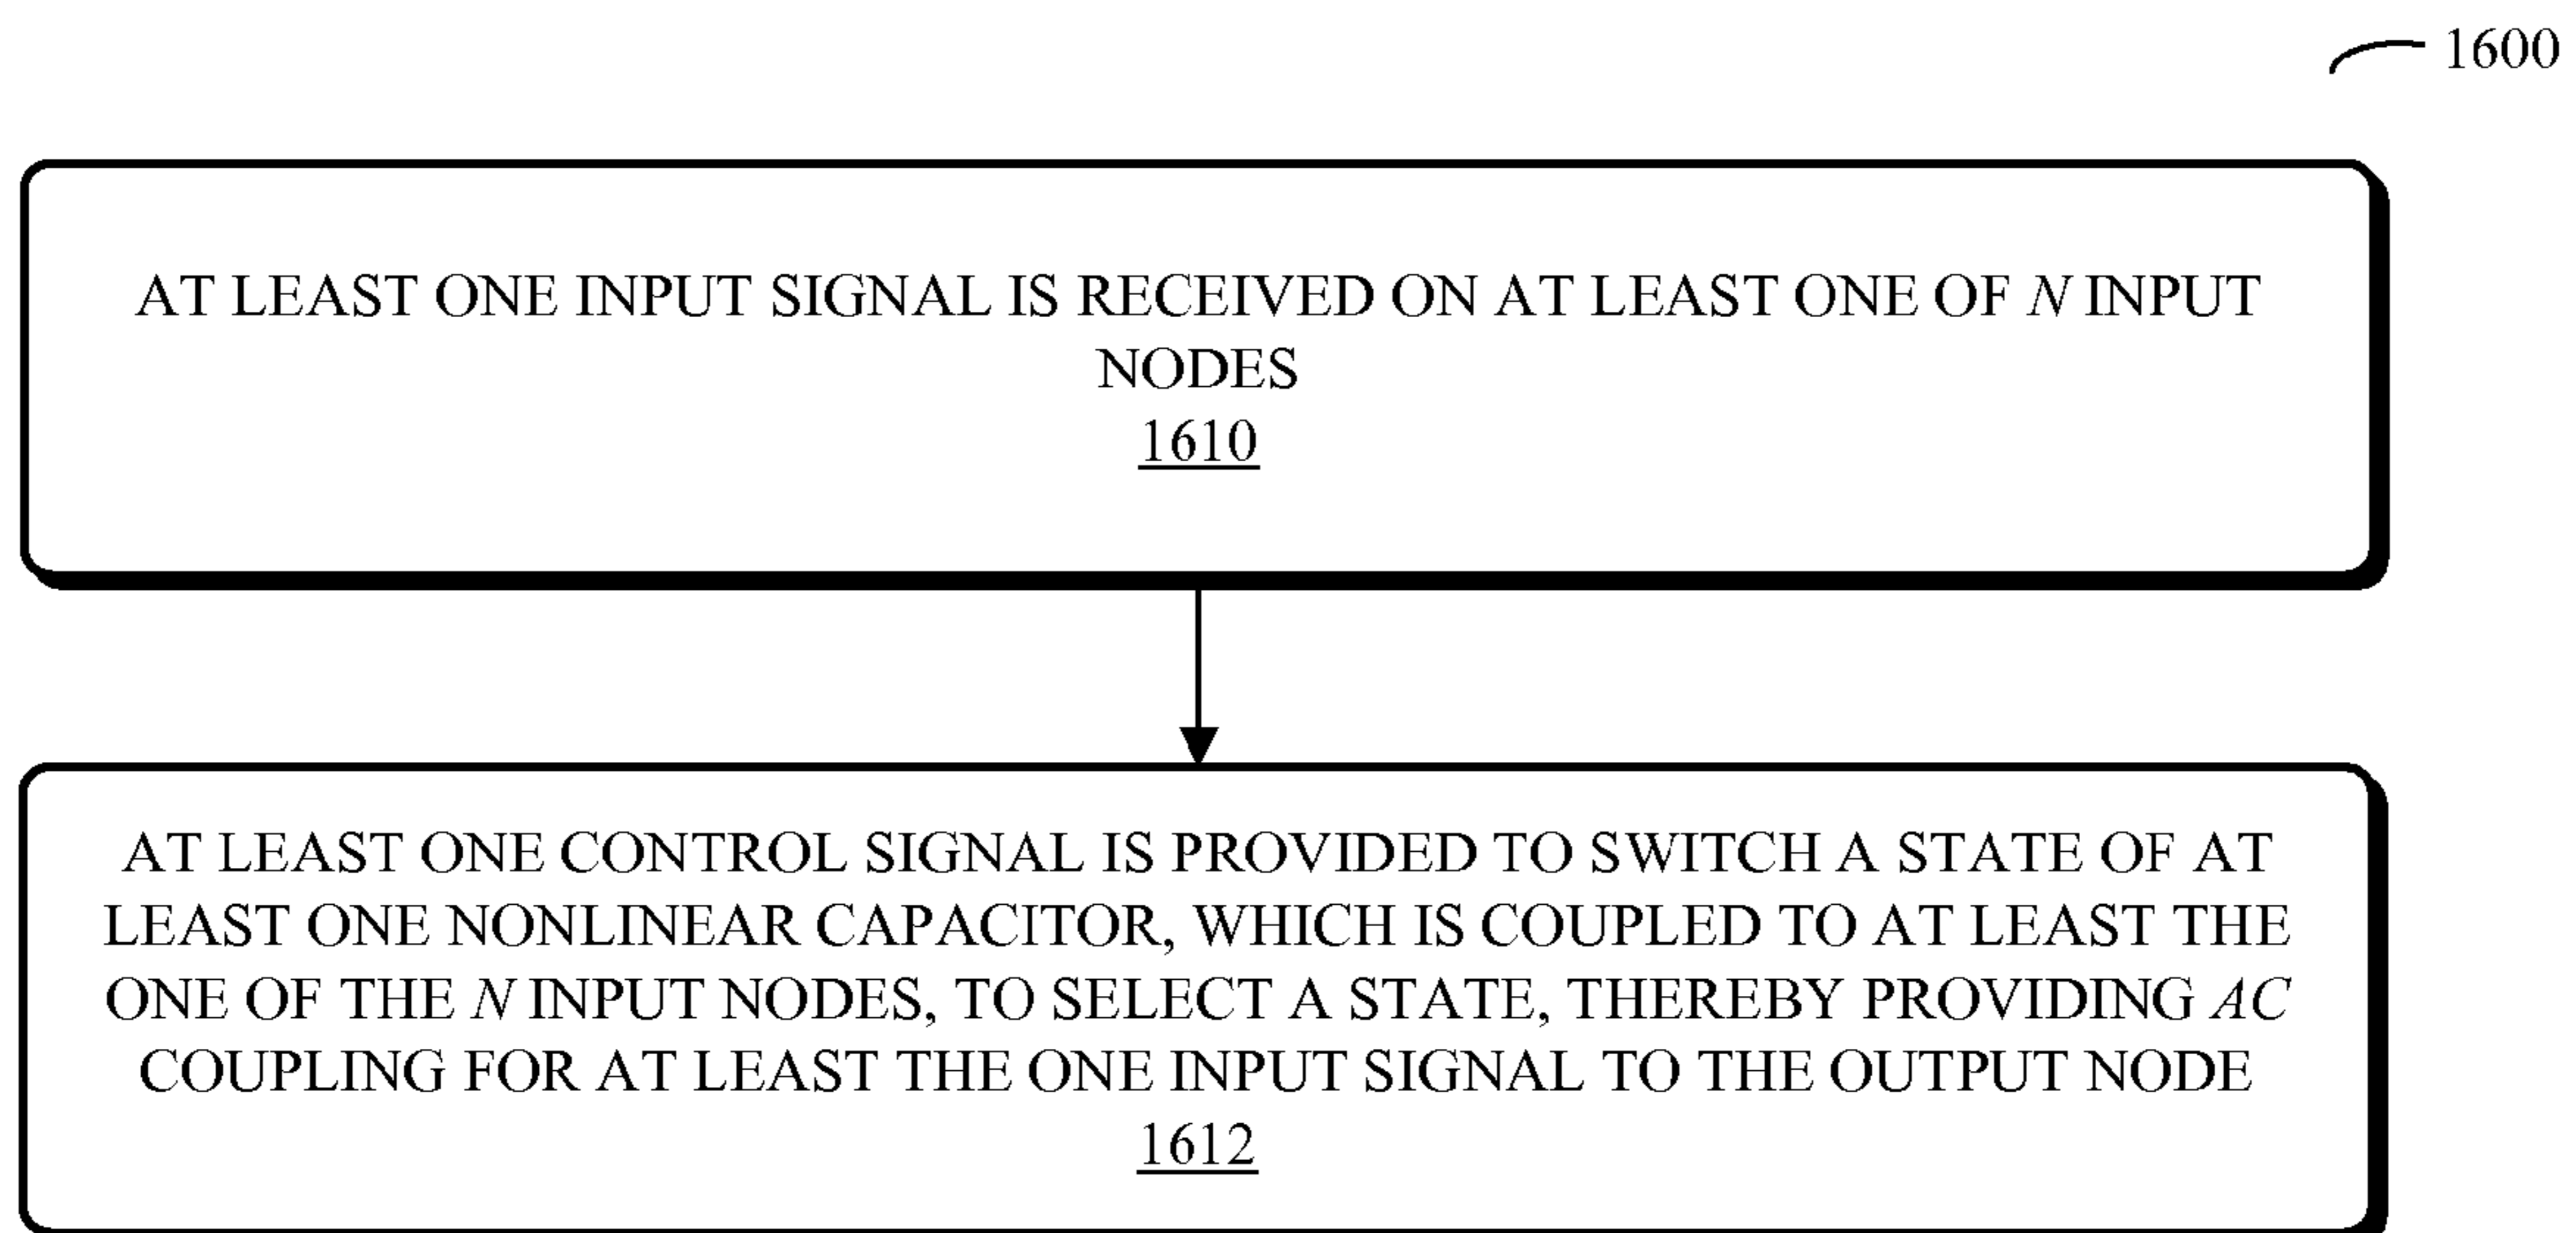 1600
AT LEAST ONE INPUT SIGNAL IS RECEIVED ON AT LEAST ONE OF N INPUT
NODES
1610
AT LEAST ONE CONTROL SIGNAL IS PROVIDED TO SWITCH A STATE OF AT
LEAST ONE NONLINEAR CAPACITOR, WHICH IS COUPLED TO AT LEAST THE
ONE OF THE N INPUT NODES, TO SELECT A STATE, THEREBY PROVIDING AC
COUPLING FOR AT LEAST THE ONE INPUT SIGNAL TO THE OUTPUT NODE
1612